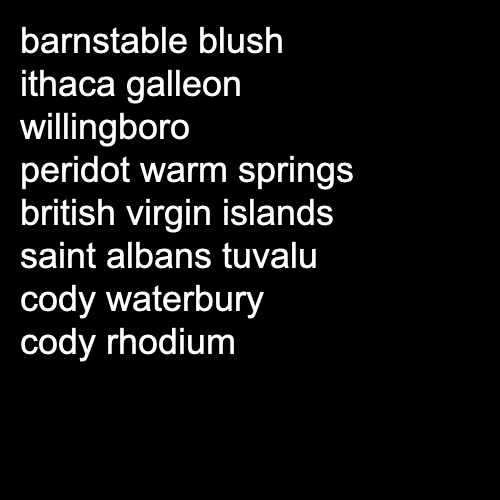 barnstable blush
ithaca galleon
willingboro
peridot warm springs
british virgin islands
saint albans tuvalu
cody waterbury
cody rhodium